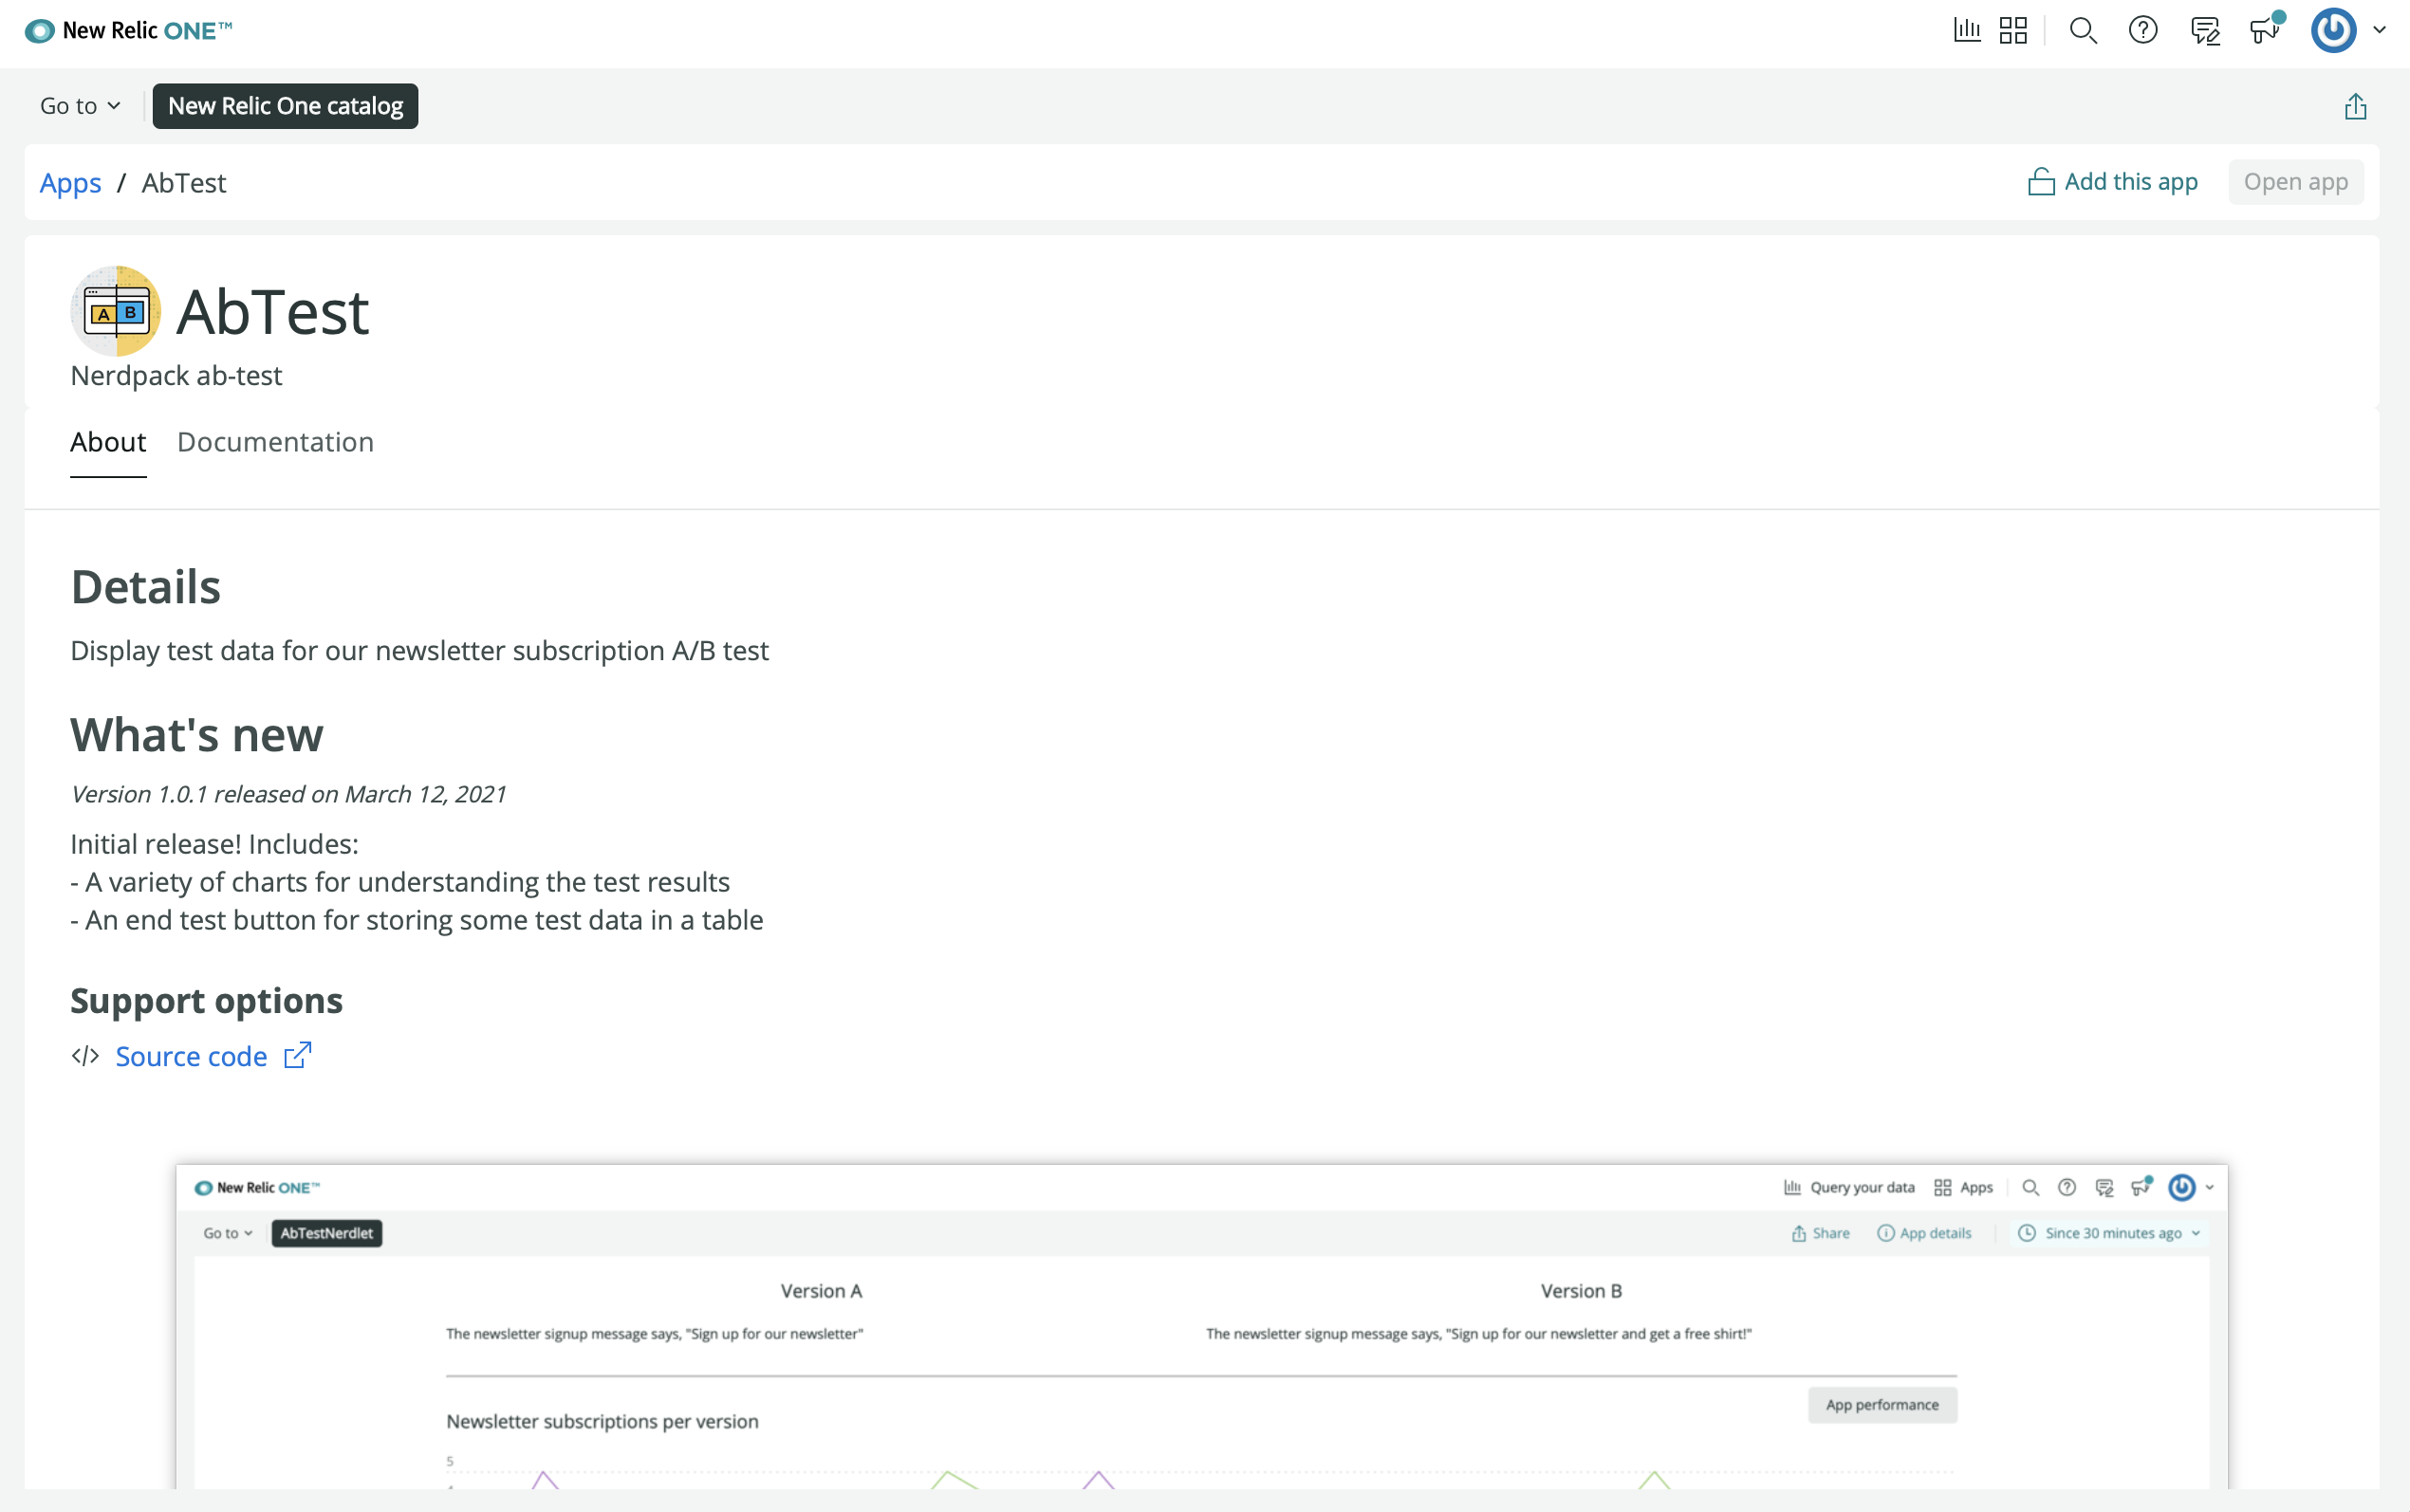 New Relic ONE™
Go to
New Relic One catalog
Apps / AbTest
Add this app
Open app
A B
AbTest
Nerdpack ab-test
About
Documentation
Details
Display test data for our newsletter subscription A/B test
What's new
Version 1.0.1 released on March 12, 2021
Initial release! Includes:
- A variety of charts for understanding the test results
- An end test button for storing some test data in a table
Support options
</> Source code
New Relic ONE™
Query your data
Apps
Go to
AbTestNerdlet
Share
App details
Since 30 minutes ago
Version A
Version B
The newsletter signup message says, "Sign up for our newsletter"
The newsletter signup message says, "Sign up for our newsletter and get a free shirt!"
App performance
Newsletter subscriptions per version
5